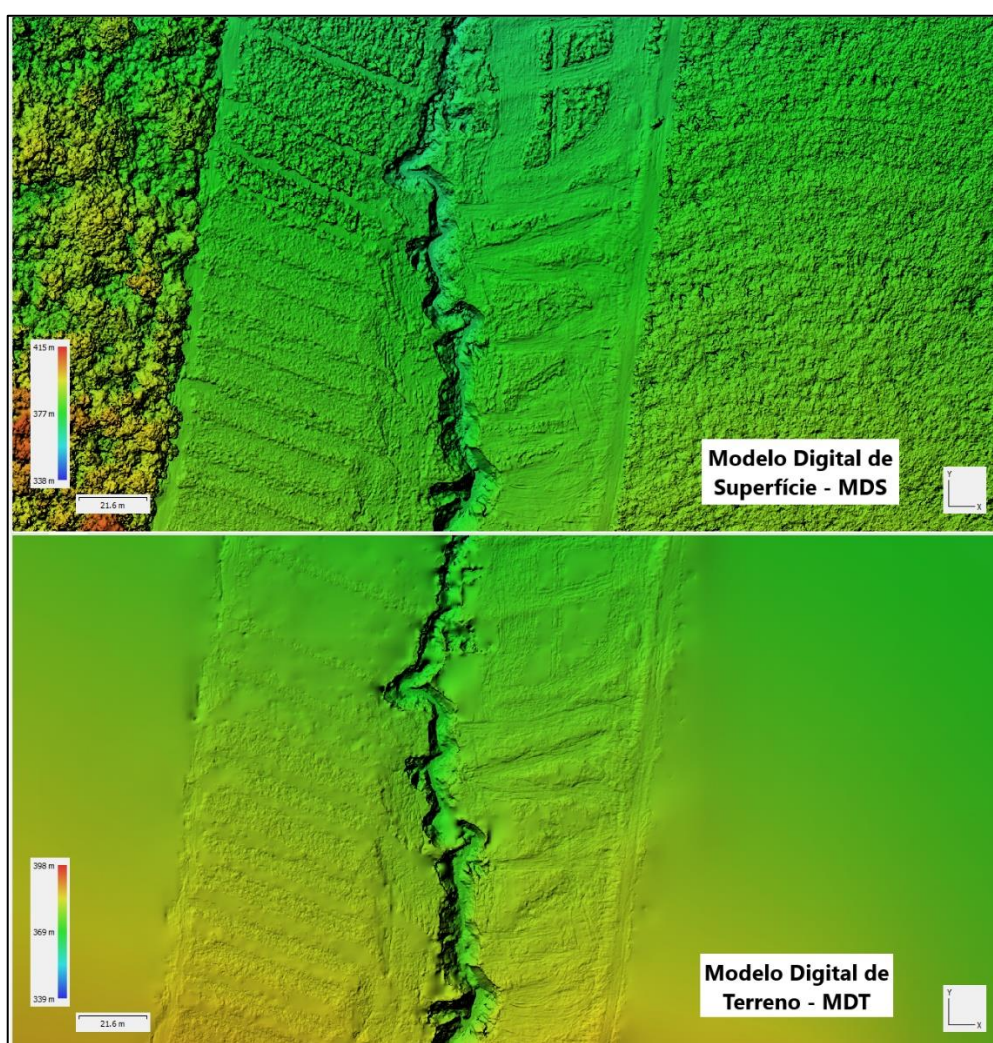 415 m
377 m
338 m
21.6 m
Modelo Digital de
Superfície - MDS
Y
X
398 m
369 m
339 m
21.6 m
Modelo Digital de
Terreno - MDT
Y
X